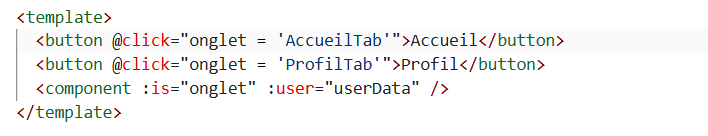 <template>
<button @click="onglet = 'AccueilTab'">Accueil</button>
<button @click="onglet = 'ProfilTab'">Profil</button>
<component :is="onglet" :user="userData" />
</template>